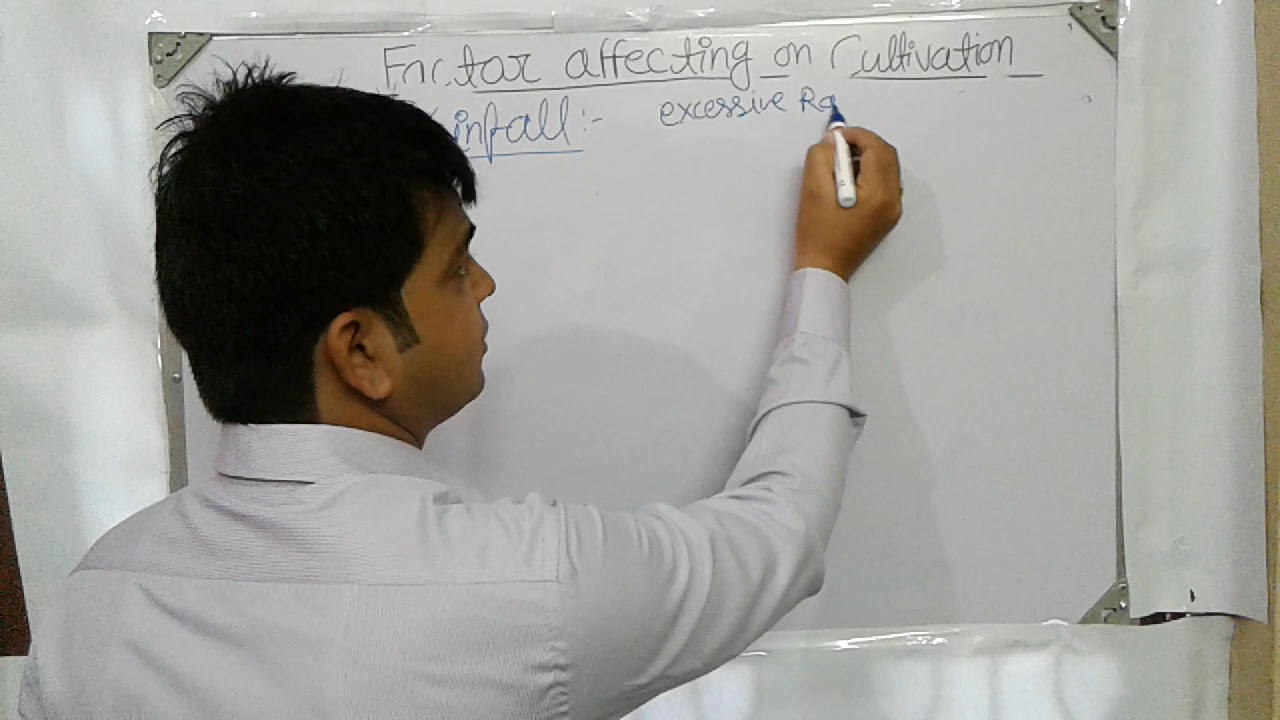 Factor affecting on Cultivation
infall :- excessive Ra